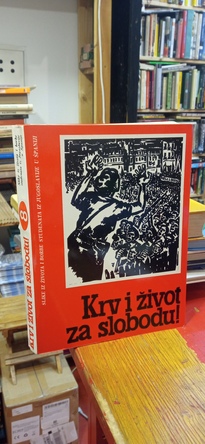 Krv i život
za slobodu!
SLIKE IZ ŽIVOTA I BORBE STUDENATA IZ JUGOSLAVIJE U ŠPANIJI
KRV I ŽIVOT ZA SLOBODU!
8